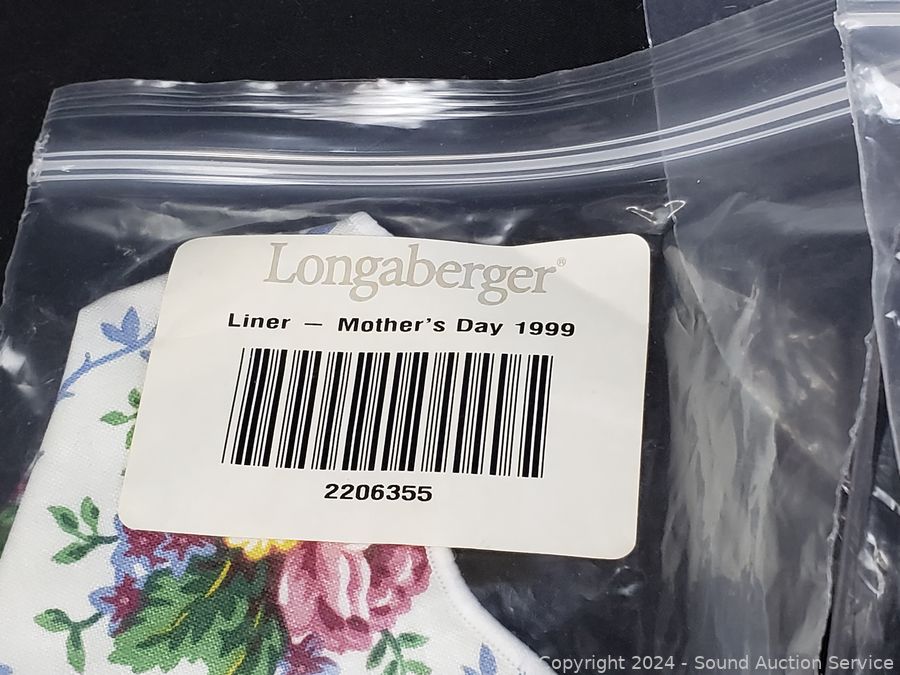 Longaberger®
Liner — Mother's Day 1999
2206355
Copyright 2024 - Sound Auction Service